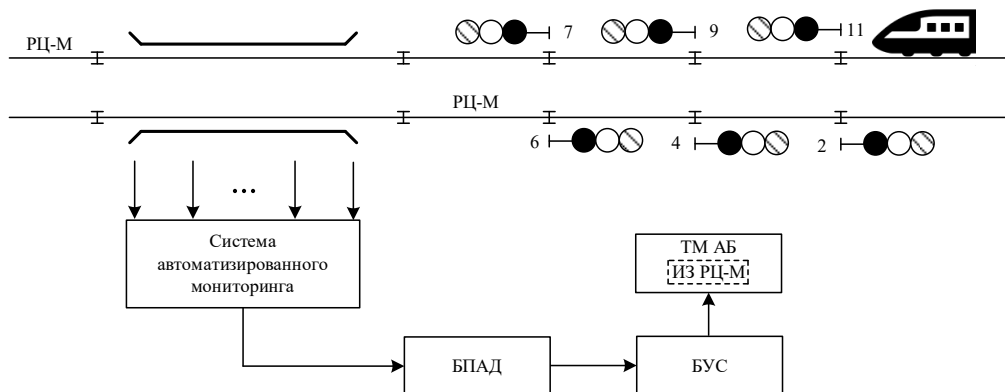 РЦ-М
7
9
11
РЦ-М
6
4
2
...
Система
автоматизированного
мониторинга
ТМ АБ
ИЗ РЦ-М
БПАД
БУС